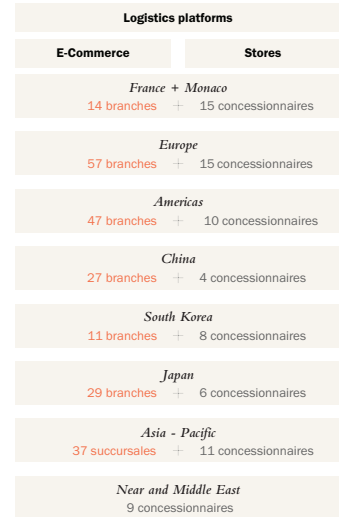 Logistics platforms
E-Commerce Stores
France + Monaco
14 branches + 15 concessionnaires
Europe
57 branches + 15 concessionnaires
Americas
47 branches + 10 concessionnaires
China
27 branches + 4 concessionnaires
South Korea
11 branches + 8 concessionnaires
Japan
29 branches + 6 concessionnaires
Asia - Pacific
37 succursales + 11 concessionnaires
Near and Middle East
9 concessionnaires